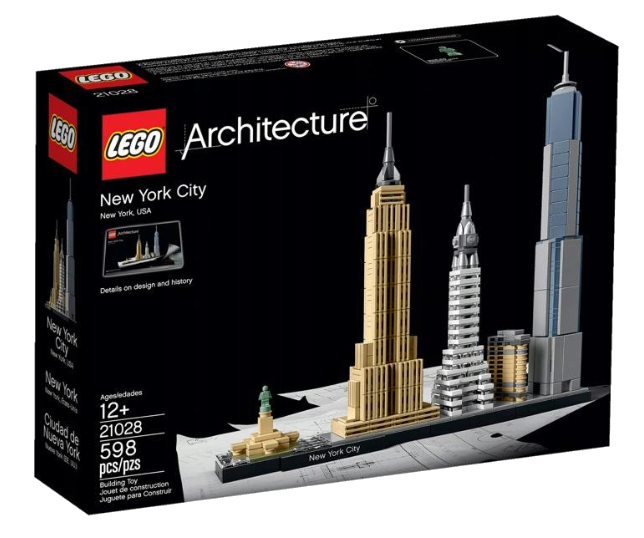 LEGO
21028
LEGO
LEGO
Architecture
New York City
New York, USA
Details on design and history
New York
City
New York
Ciudad de
Nueva York
Ages/edades
12+
21028
598
pcs/pzs
Building Toy
Jouet de construction
Juguete para Construir
New York City